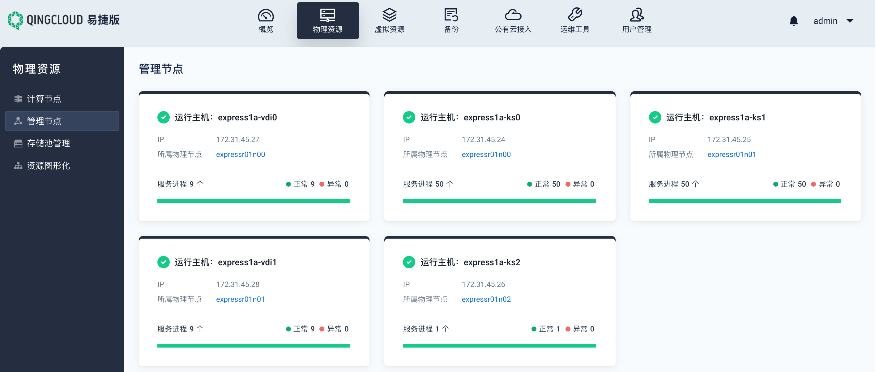 QINGCLOUD 易捷版
概览
物理资源
虚拟资源
备份
公有云接入
运维工具
用户管理
admin
物理资源
计算节点
管理节点
存储池管理
资源图形化
管理节点
运行主机：express1a-vdi0
IP 172.31.45.27
所属物理节点 expressr01n00
服务进程 9 个 正常 9 异常 0
运行主机：express1a-ks0
IP 172.31.45.24
所属物理节点 expressr01n00
服务进程 50 个 正常 50 异常 0
运行主机：express1a-ks1
IP 172.31.45.25
所属物理节点 expressr01n01
服务进程 50 个 正常 50 异常 0
运行主机：express1a-vdi1
IP 172.31.45.28
所属物理节点 expressr01n01
服务进程 9 个 正常 9 异常 0
运行主机：express1a-ks2
IP 172.31.45.26
所属物理节点 expressr01n02
服务进程 1 个 正常 1 异常 0